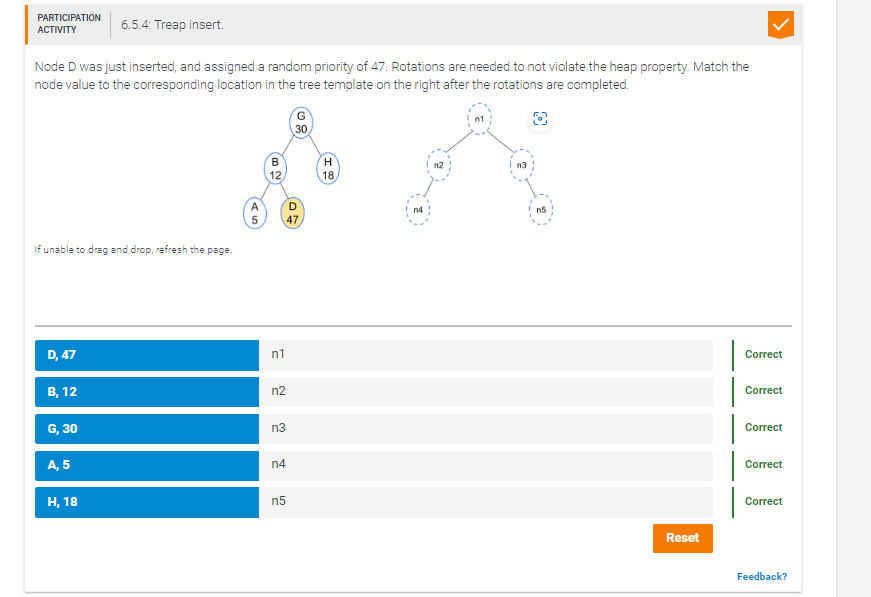 PARTICIPATION
ACTIVITY
6.5.4: Treap insert.
Node D was just inserted, and assigned a random priority of 47. Rotations are needed to not violate the heap property. Match the
node value to the corresponding location in the tree template on the right after the rotations are completed.
G
30
B
12
H
18
A
5
D
47
n1
n2
n3
n4
n5
If unable to drag and drop, refresh the page.
D, 47 n1 Correct
B, 12 n2 Correct
G, 30 n3 Correct
A, 5 n4 Correct
H, 18 n5 Correct
Reset
Feedback?